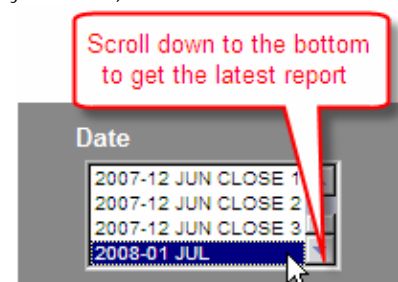 Scroll down to the bottom
to get the latest report
Date
2007-12 JUN CLOSE 1
2007-12 JUN CLOSE 2
2007-12 JUN CLOSE 3
2008-01 JUL